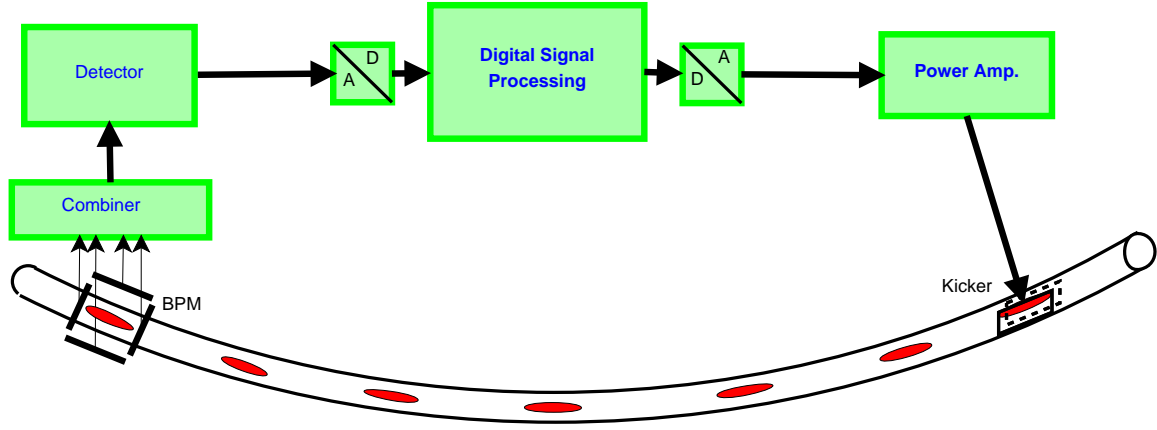 Detector
A
D
Digital Signal
Processing
D
A
Power Amp.
Combiner
BPM
Kicker